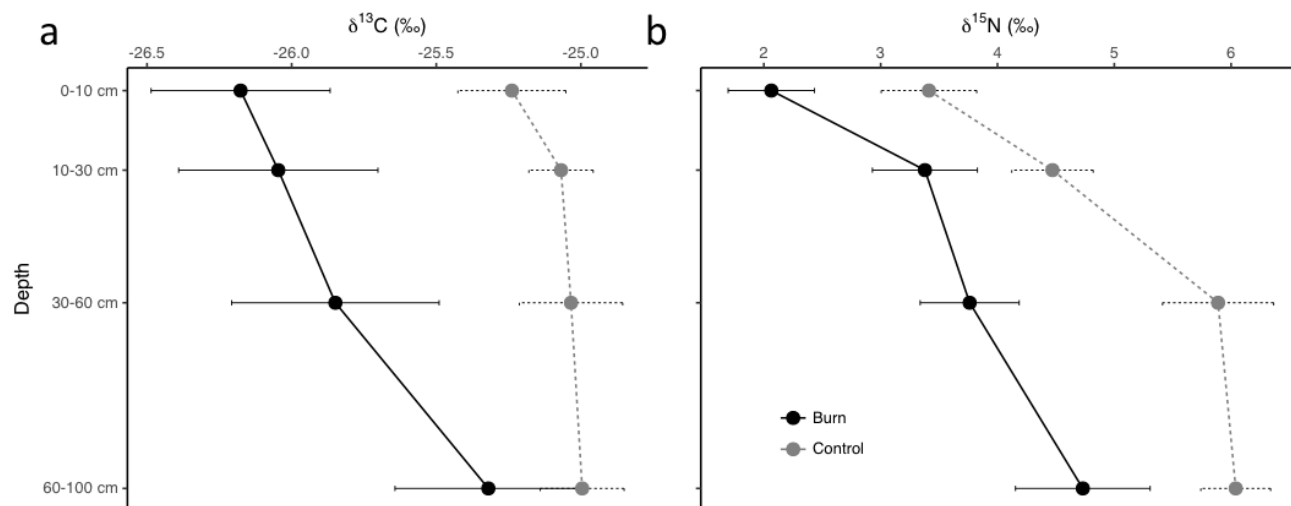 a
δ¹³C (‰)
-26.5 -26.0 -25.5 -25.0
b
δ¹⁵N (‰)
2 3 4 5 6
Depth
0-10 cm
10-30 cm
30-60 cm
60-100 cm
Burn
Control